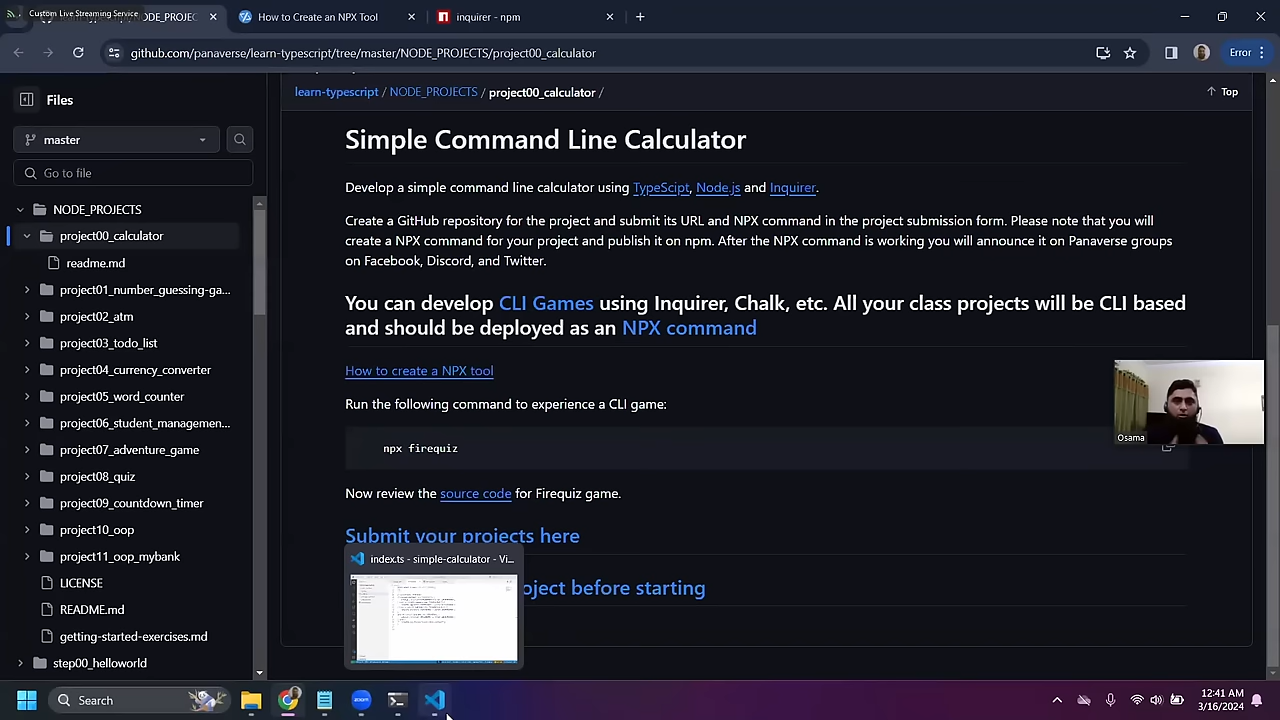 Custom Live Streaming Service
_DE_PROJEC
How to Create an NPX Tool
inquirer - npm
github.com/panaverse/learn-typescript/tree/master/NODE_PROJECTS/project00_calculator
Error
Files
learn-typescript / NODE_PROJECTS / project00_calculator /
Top
master
Go to file
NODE_PROJECTS
project00_calculator
readme.md
project01_number_guessing-ga...
project02_atm
project03_todo_list
project04_currency_converter
project05_word_counter
project06_student_managemen...
project07_adventure_game
project08_quiz
project09_countdown_timer
project10_oop
project11_oop_mybank
LICENSE
README.md
getting-started-exercises.md
step00_helloworld
Simple Command Line Calculator
Develop a simple command line calculator using TypeScipt, Node.js and Inquirer.
Create a GitHub repository for the project and submit its URL and NPX command in the project submission form. Please note that you will
create a NPX command for your project and publish it on npm. After the NPX command is working you will announce it on Panaverse groups
on Facebook, Discord, and Twitter.
You can develop CLI Games using Inquirer, Chalk, etc. All your class projects will be CLI based
and should be deployed as an NPX command
How to create a NPX tool
Run the following command to experience a CLI game:
npx firequiz
Now review the source code for Firequiz game.
Submit your projects here
oject before starting
index.ts - simple-calculator - Vi...
Osama
Search
zoom
12:41 AM
3/16/2024